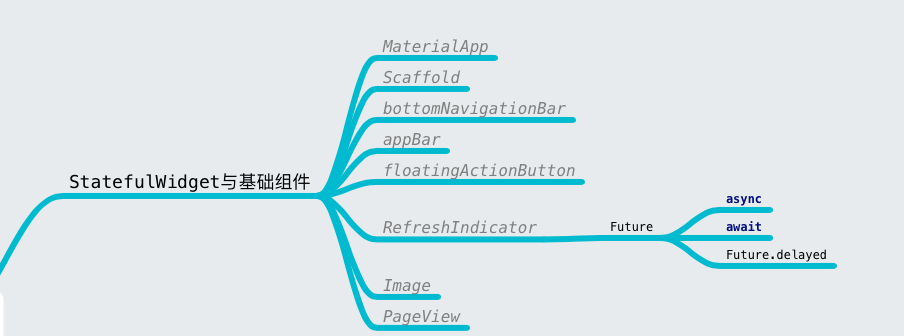 StatefulWidget与基础组件
MaterialApp
Scaffold
bottomNavigationBar
appBar
floatingActionButton
RefreshIndicator
Future
async
await
Future.delayed
Image
PageView